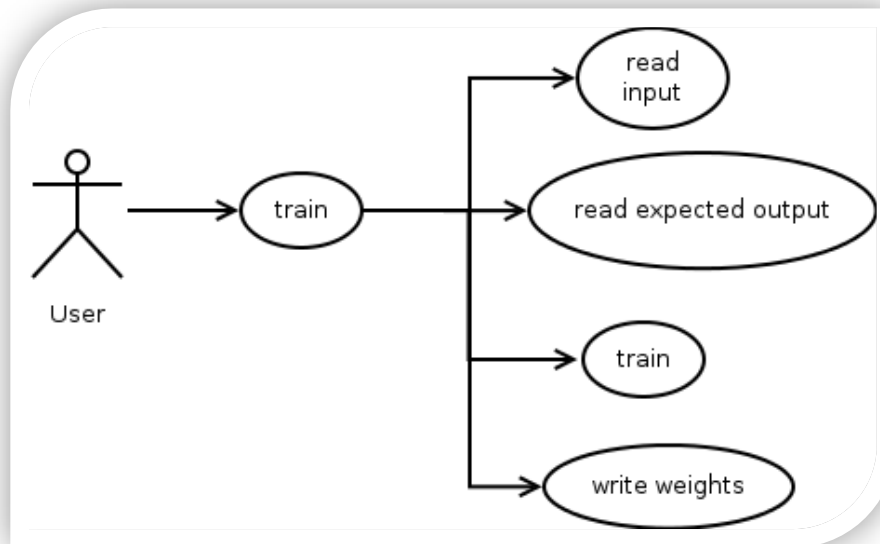 read
input
train
read expected output
User
train
write weights